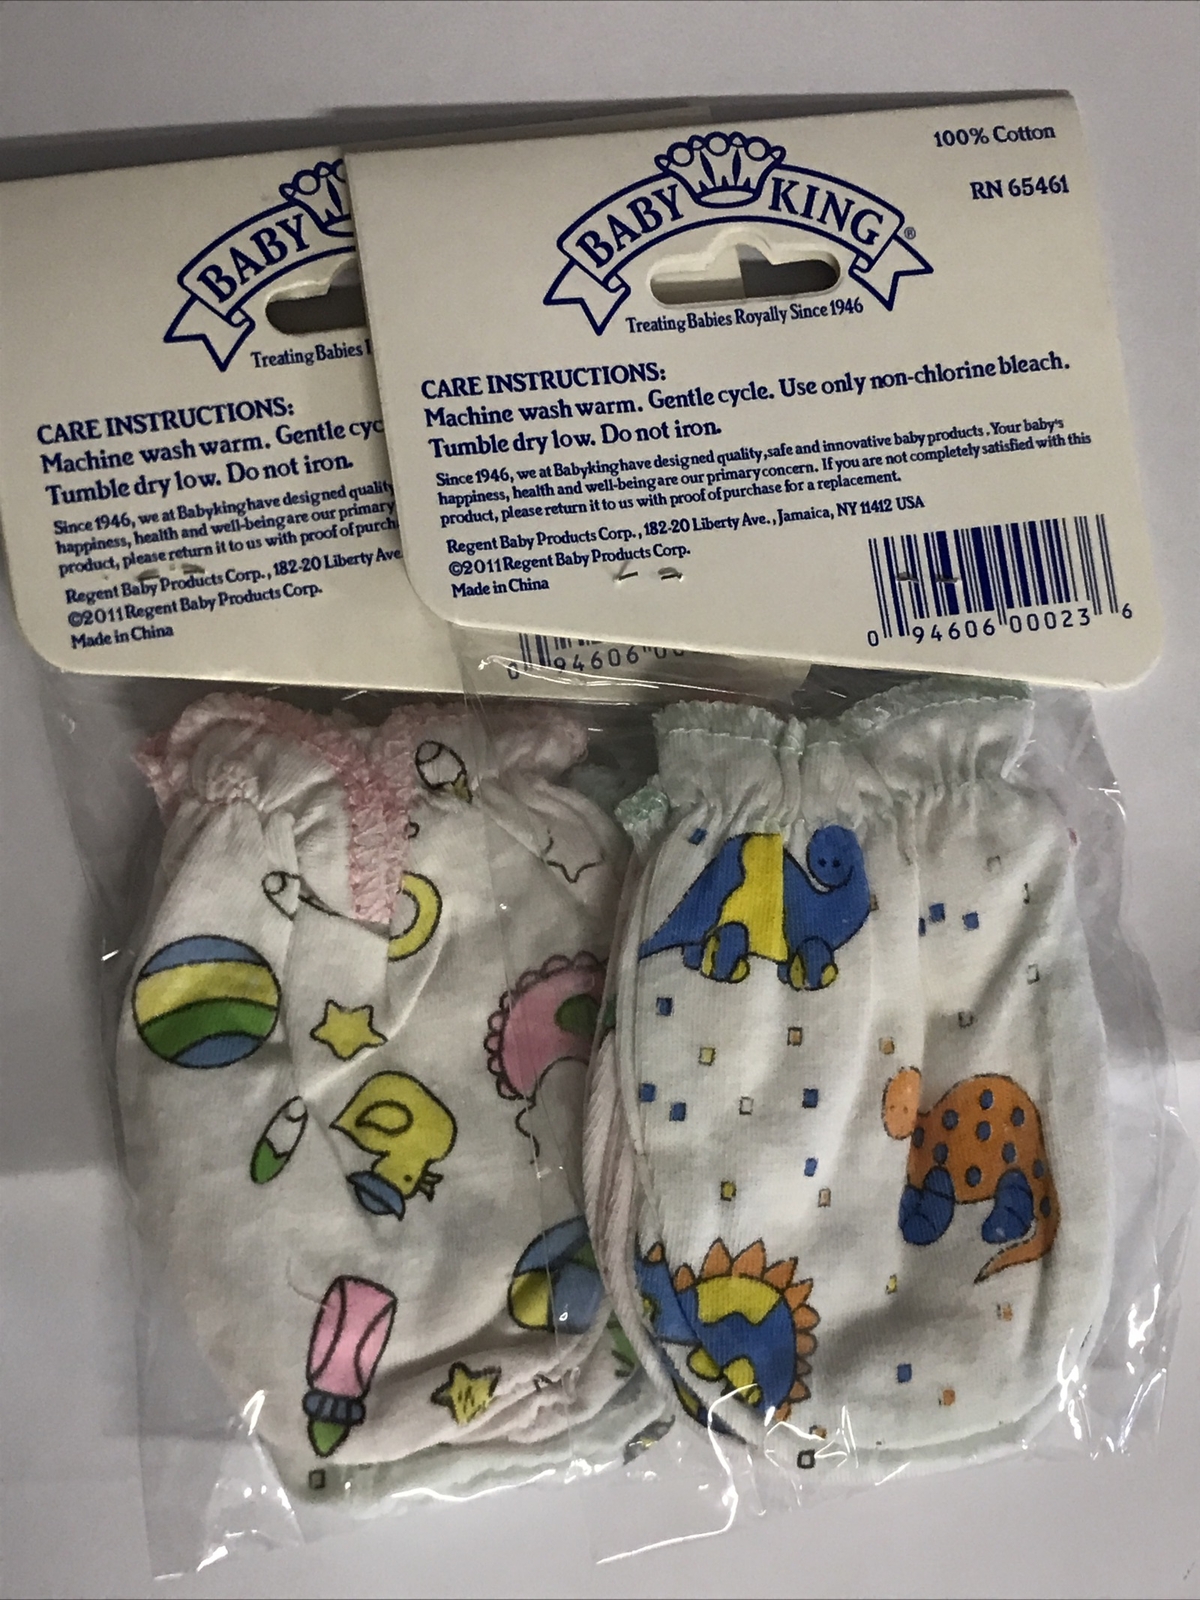 BABY
Treating Babies
CARE INSTRUCTIONS:
Machine wash warm. Gentle cyc
Tumble dry low. Do not iron.
Since 1946, we at Babyking have designed quality
happiness, health and well-being are our primary
product, please return it to us with proof of purch
Regent Baby Products Corp., 182-20 Liberty Ave
©2011 Regent Baby Products Corp.
Made in China
0 94606
BABY KING®
100% Cotton
RN 65461
Treating Babies Royally Since 1946
CARE INSTRUCTIONS:
Machine wash warm. Gentle cycle. Use only non-chlorine bleach.
Tumble dry low. Do not iron.
Since 1946, we at Babyking have designed quality, safe and innovative baby products. Your baby's
happiness, health and well-being are our primary concern. If you are not completely satisfied with this
product, please return it to us with proof of purchase for a replacement.
Regent Baby Products Corp., 182-20 Liberty Ave., Jamaica, NY 11412 USA
©2011 Regent Baby Products Corp.
Made in China
0 94606 00023 6